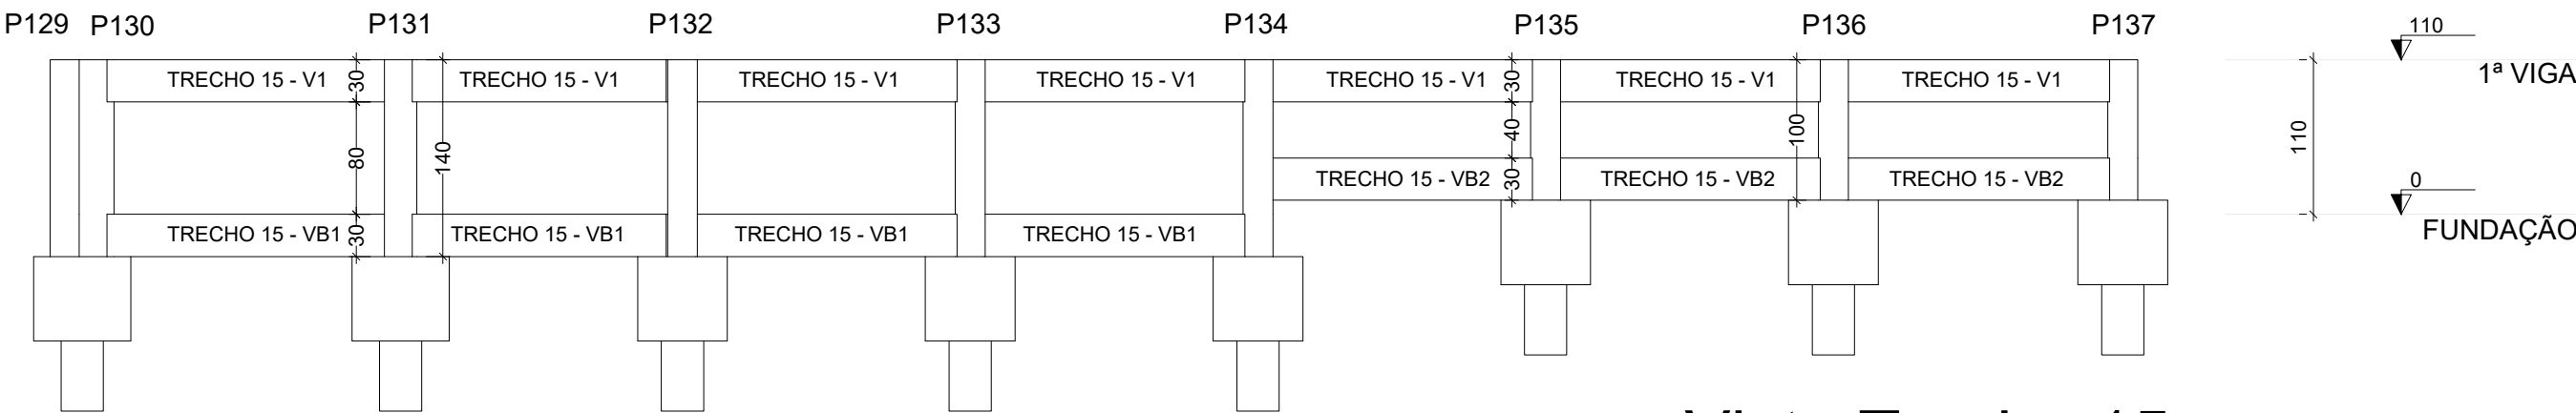 P129 P130 P131 P132 P133 P134 P135 P136 P137
110
1ª VIGA
TRECHO 15 - V1 30 TRECHO 15 - V1 TRECHO 15 - V1 TRECHO 15 - V1 TRECHO 15 - V1 30 TRECHO 15 - V1 TRECHO 15 - V1
80 140 40 100 110
TRECHO 15 - VB2 30 TRECHO 15 - VB2 TRECHO 15 - VB2
0
FUNDAÇÃO
TRECHO 15 - VB1 30 TRECHO 15 - VB1 TRECHO 15 - VB1 TRECHO 15 - VB1